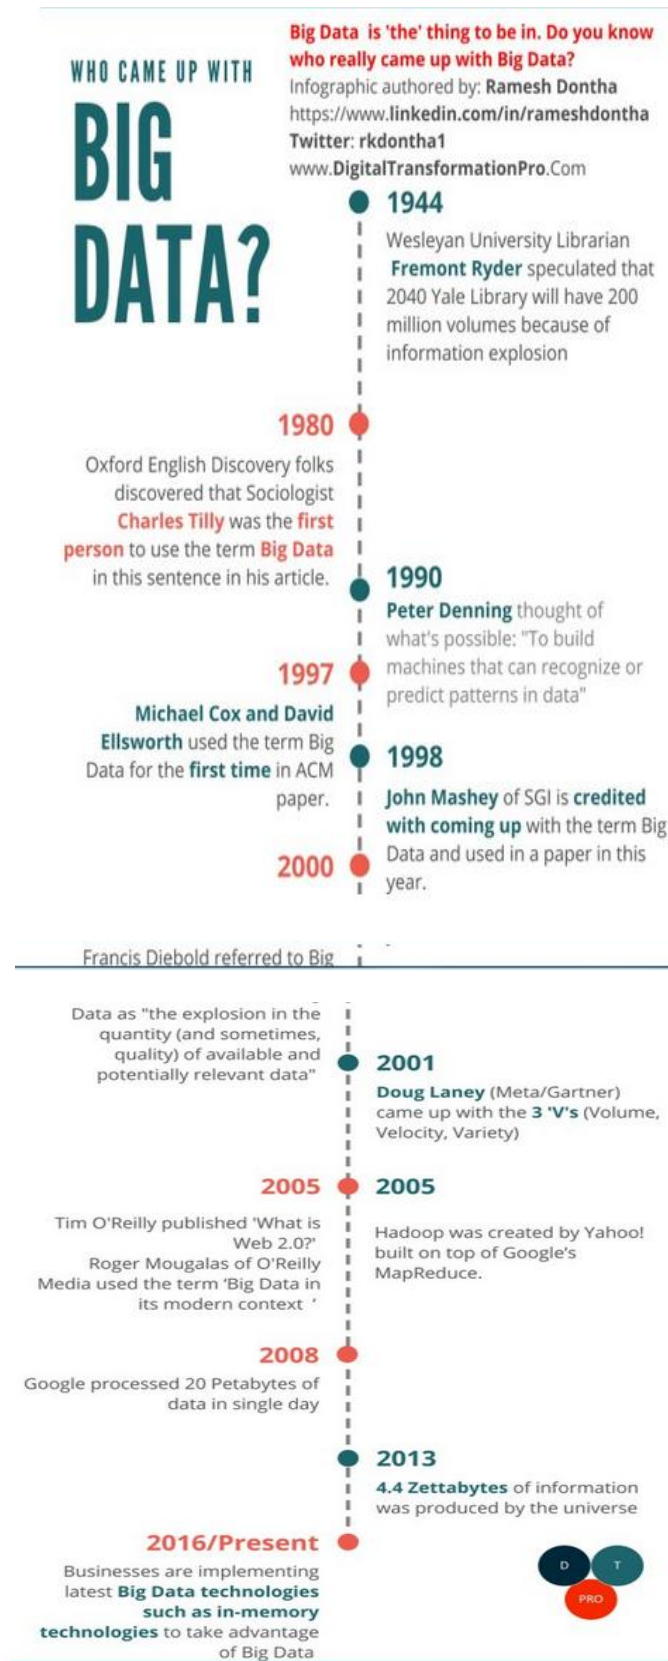 WHO CAME UP WITH
BIG
DATA?
Big Data is 'the' thing to be in. Do you know
who really came up with Big Data?
Infographic authored by: Ramesh Dontha
https://www.linkedin.com/in/rameshdontha
Twitter: rkdontha1
www.DigitalTransformationPro.Com
1944
Wesleyan University Librarian
Fremont Ryder speculated that
2040 Yale Library will have 200
million volumes because of
information explosion
1980
Oxford English Discovery folks
discovered that Sociologist
Charles Tilly was the first
person to use the term Big Data
in this sentence in his article.
1990
Peter Denning thought of
what's possible: "To build
machines that can recognize or
predict patterns in data"
1997
Michael Cox and David
Ellsworth used the term Big
Data for the first time in ACM
paper.
1998
John Mashey of SGI is credited
with coming up with the term Big
Data and used in a paper in this
year.
2000
Francis Diebold referred to Big
Data as "the explosion in the
quantity (and sometimes,
quality) of available and
potentially relevant data"
2001
Doug Laney (Meta/Gartner)
came up with the 3 'V's (Volume,
Velocity, Variety)
2005
Tim O'Reilly published 'What is
Web 2.0?'
Roger Mougalas of O'Reilly
Media used the term ‘Big Data in
its modern context ’
2005
Hadoop was created by Yahoo!
built on top of Google’s
MapReduce.
2008
Google processed 20 Petabytes of
data in single day
2013
4.4 Zettabytes of information
was produced by the universe
2016/Present
Businesses are implementing
latest Big Data technologies
such as in-memory
technologies to take advantage
of Big Data
D
T
PRO